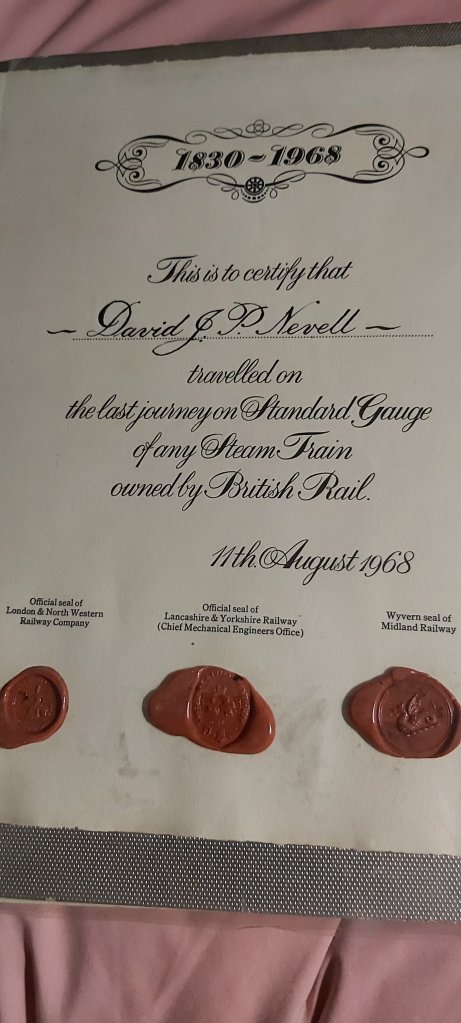 1830-1968
This is to certify that
~ David J. P. Nevell ~
travelled on
the last journey on Standard Gauge
of any Steam Train
owned by British Rail.
11th. August 1968
Official seal of
London & North Western
Railway Company
Official seal of
Lancashire & Yorkshire Railway
(Chief Mechanical Engineers Office)
Wyvern seal of
Midland Railway